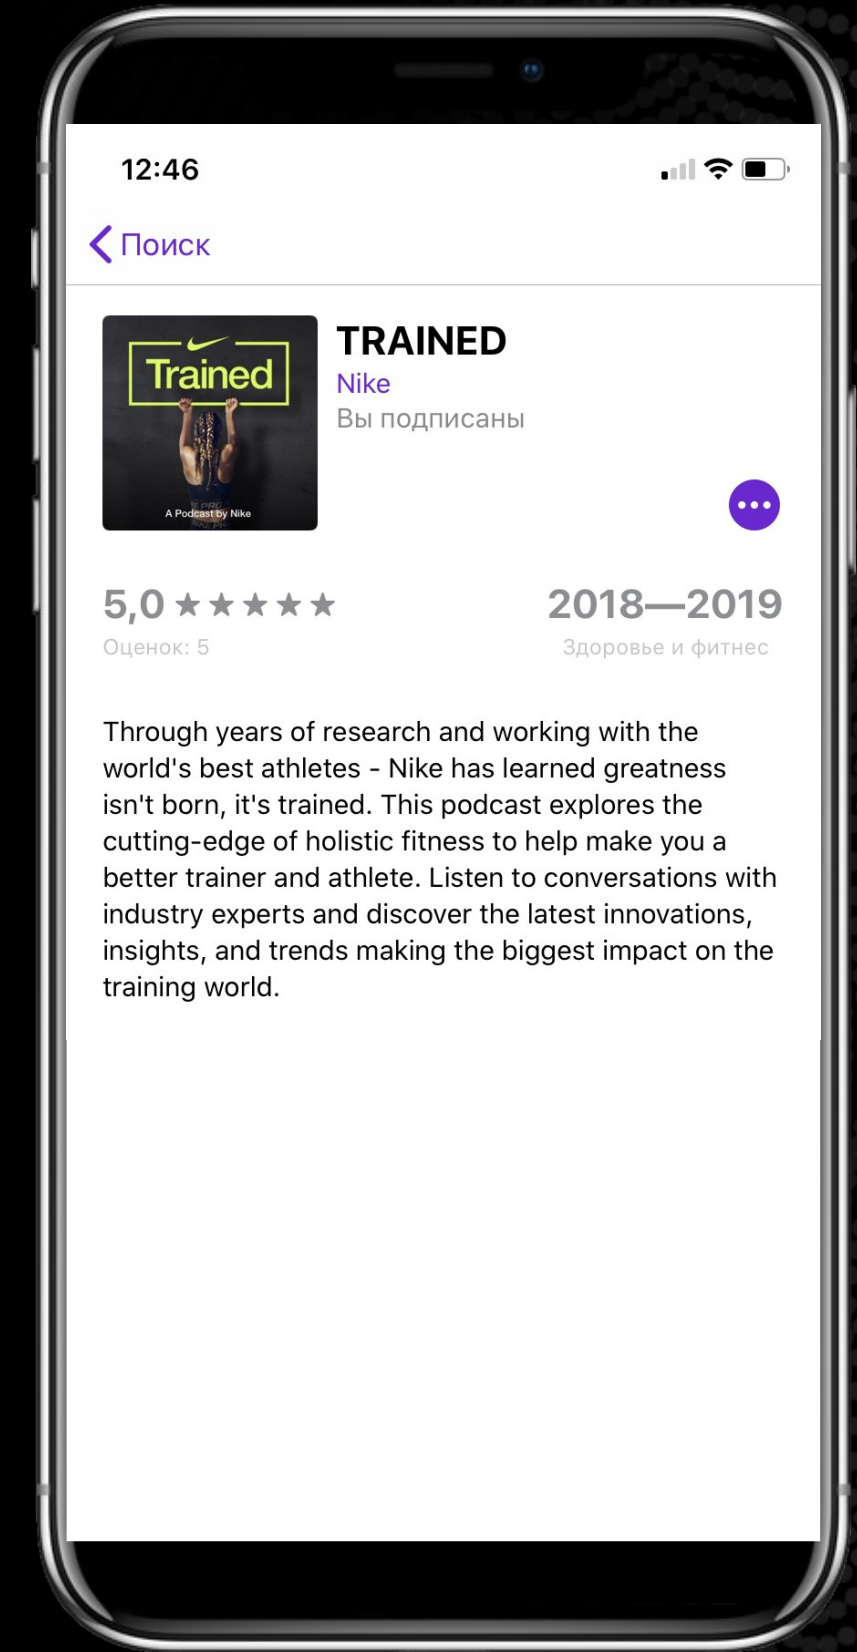 12:46
Поиск
Trained
A Podcast by Nike
TRAINED
Nike
Вы подписаны
5,0
2018—2019
Оценок: 5
Здоровье и фитнес
Through years of research and working with the
world's best athletes - Nike has learned greatness
isn't born, it's trained. This podcast explores the
cutting-edge of holistic fitness to help make you a
better trainer and athlete. Listen to conversations with
industry experts and discover the latest innovations,
insights, and trends making the biggest impact on the
training world.